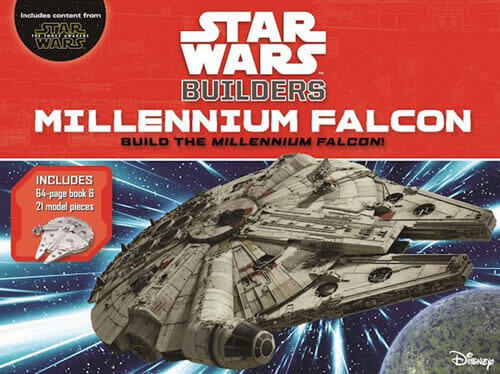 Includes content from
STAR
THE FORCE AWAKENS
WARS
STAR
WARS
BUILDERS
MILLENNIUM FALCON
BUILD THE MILLENNIUM FALCON!
INCLUDES
64-page book &
21 model pieces
Disney